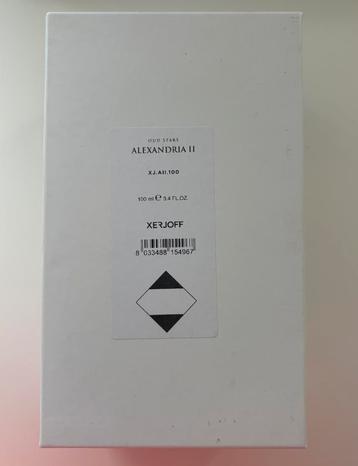 OUD STARS
ALEXANDRIA II
XJ.AII.100
100 ml ℮ 3.4 FL.OZ.
XERJOFF
8 033488 154967